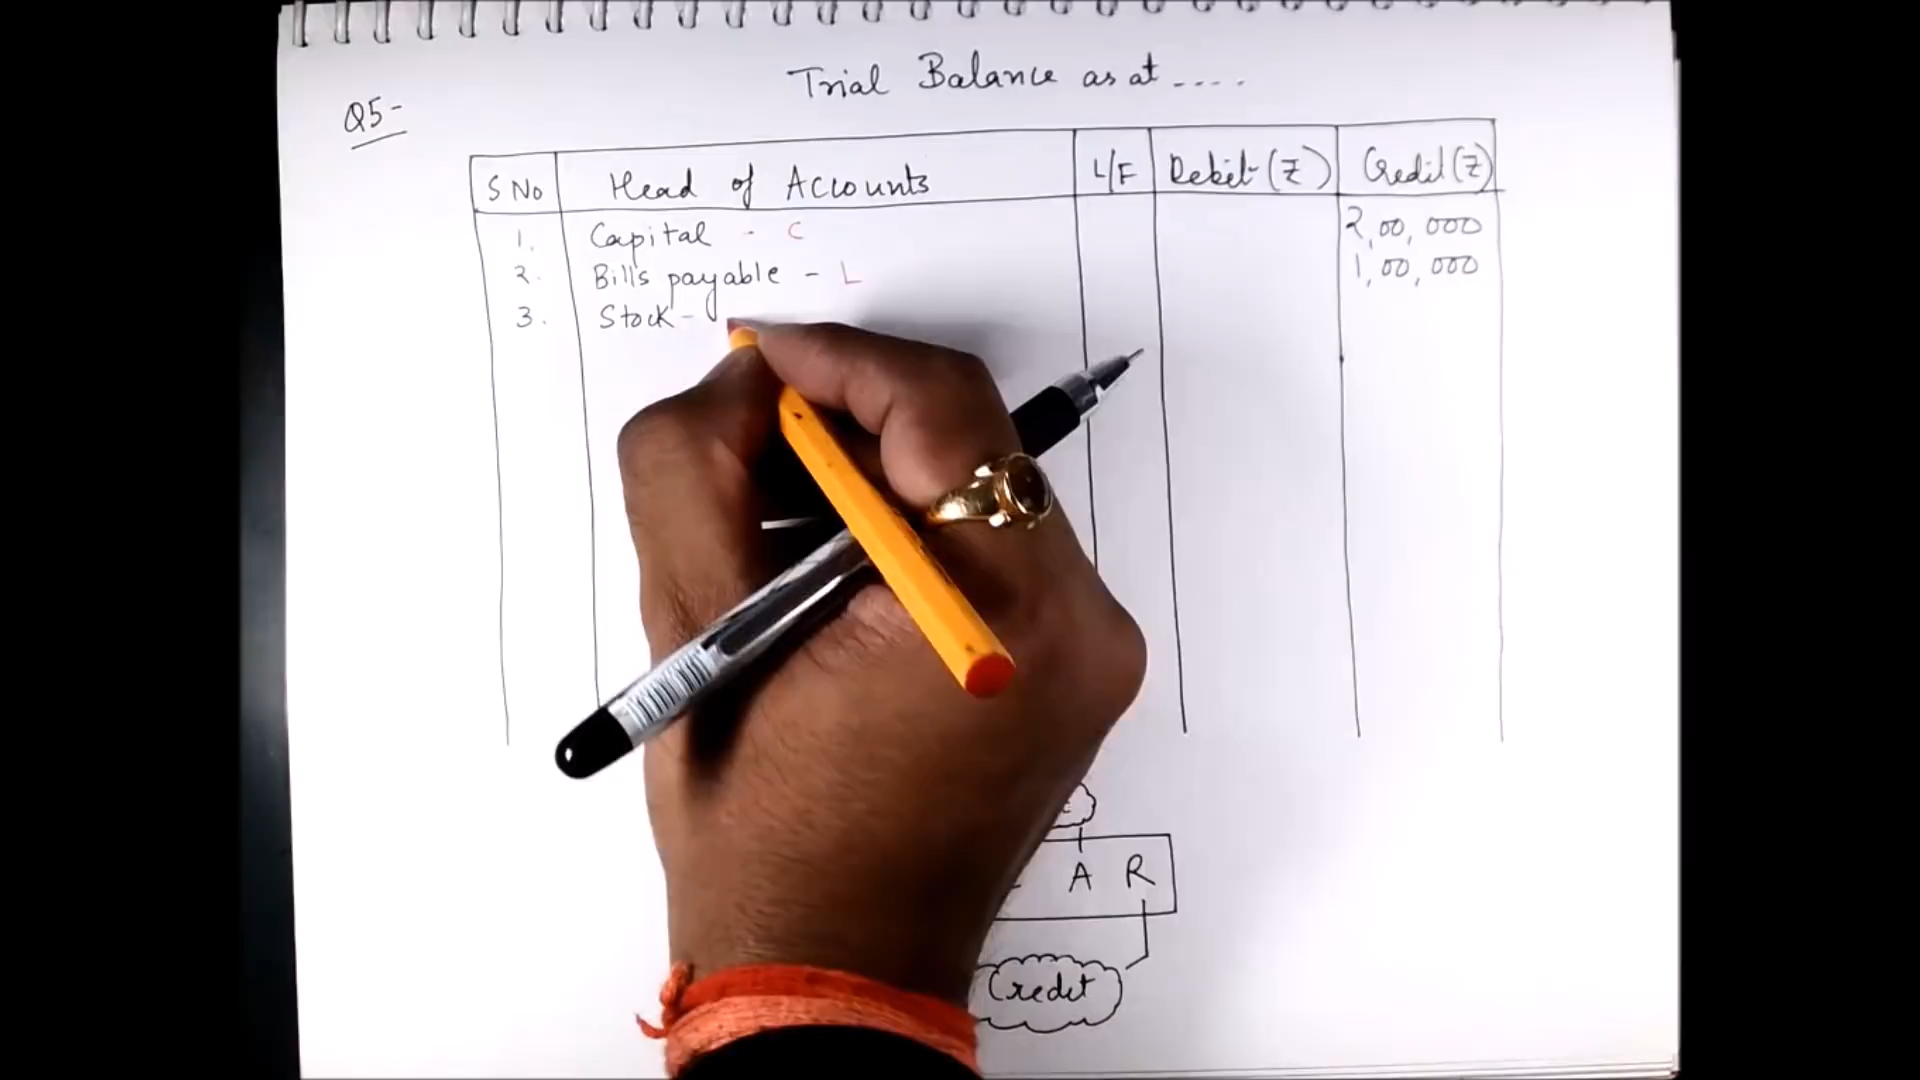 Trial Balance as at ....
Q5-
S No Head of Accounts L/F Debit (₹) Credit (₹)
1. Capital - C 2,00,000
2. Bills payable - L 1,00,000
3. Stock -
A R
Credit